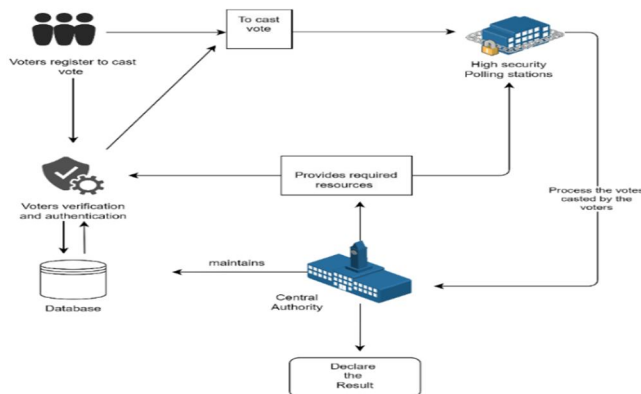 To cast
vote
Voters register to cast
vote
High security
Polling stations
Provides required
resources
Voters verification
and authentication
Process the votes
casted by the
voters
maintains
Central
Authority
Database
Declare
the
Result